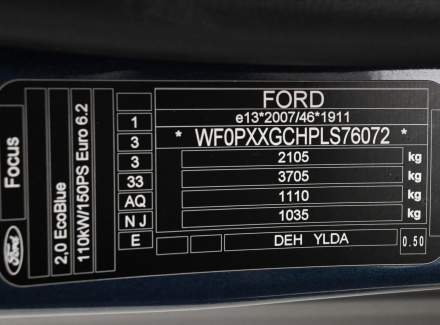 FORD
e13*2007/46*1911
* WF0PXXGCHPLS76072 *
2105 kg
3705 kg
1110 kg
1035 kg
DEH YLDA 0.50
1
3
3
33
AQ
N J
E
Focus
2,0 EcoBlue
110kW/150PS Euro 6.2
Ford